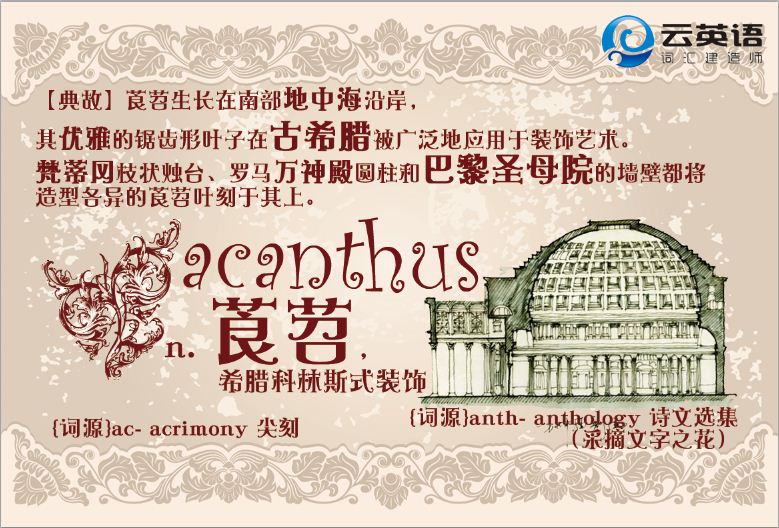 云英语
词汇建造师
【典故】茛苕生长在南部地中海沿岸，
其优雅的锯齿形叶子在古希腊被广泛地应用于装饰艺术。
梵蒂网枝状烛台、罗马万神殿圆柱和巴黎圣母院的墙壁都将
造型各异的茛苕叶刻于其上。
acanthus
n. 茛苕，
希腊科林斯式装饰
{词源}ac- acrimony 尖刻
{词源}anth- anthology 诗文选集
（采摘文字之花）